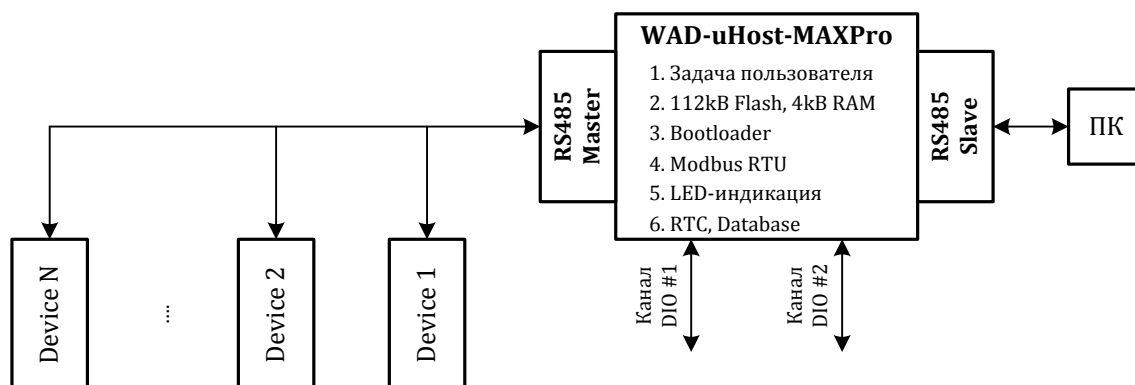 WAD-uHost-MAXPro
1. Задача пользователя
2. 112kB Flash, 4kB RAM
3. Bootloader
4. Modbus RTU
5. LED-индикация
6. RTC, Database
RS485
Master
RS485
Slave
ПК
Device N
....
Device 2
Device 1
Канал
DIO #1
Канал
DIO #2